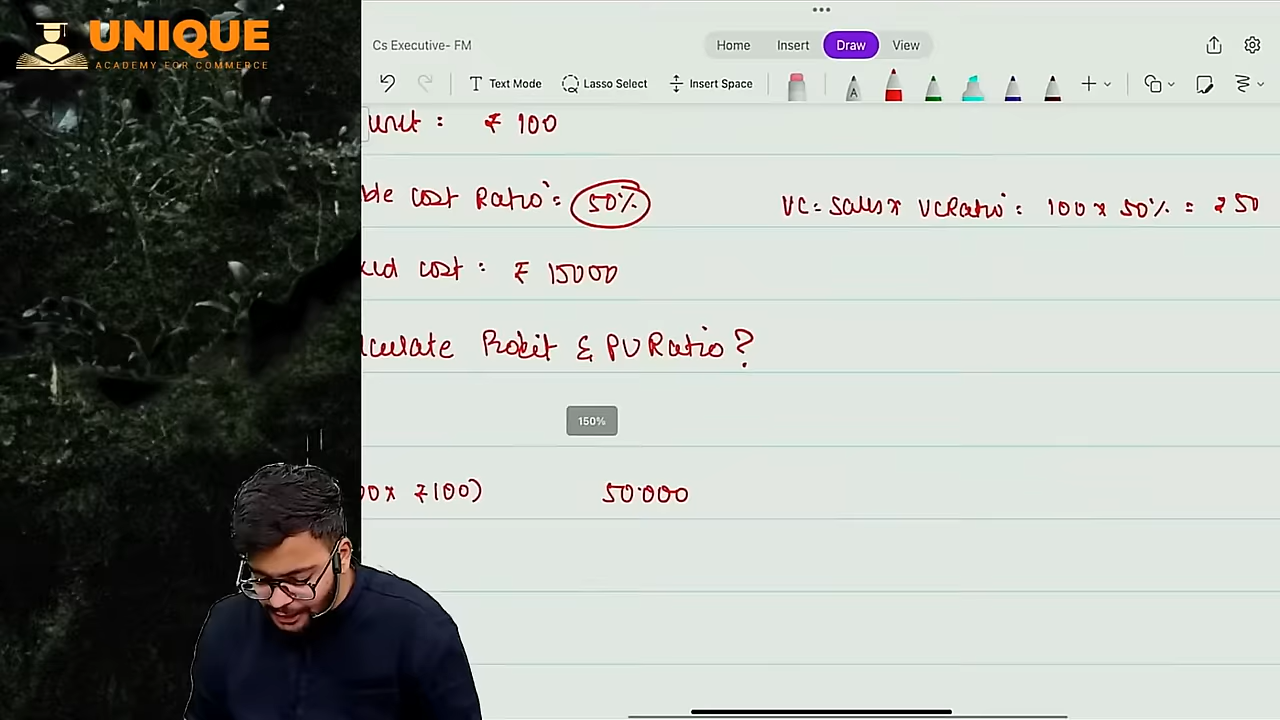 UNIQUE
ACADEMY FOR COMMERCE
Cs Executive- FM
Home Insert Draw View
Text Mode Lasso Select Insert Space
unit : ₹ 100
ble cost Ratio = 50%
VC = Sales x VC Ratio = 100 x 50% = ₹ 50
xed cost : ₹ 15000
lculate Profit & PV Ratio ?
150%
00 x ₹100) 50,000